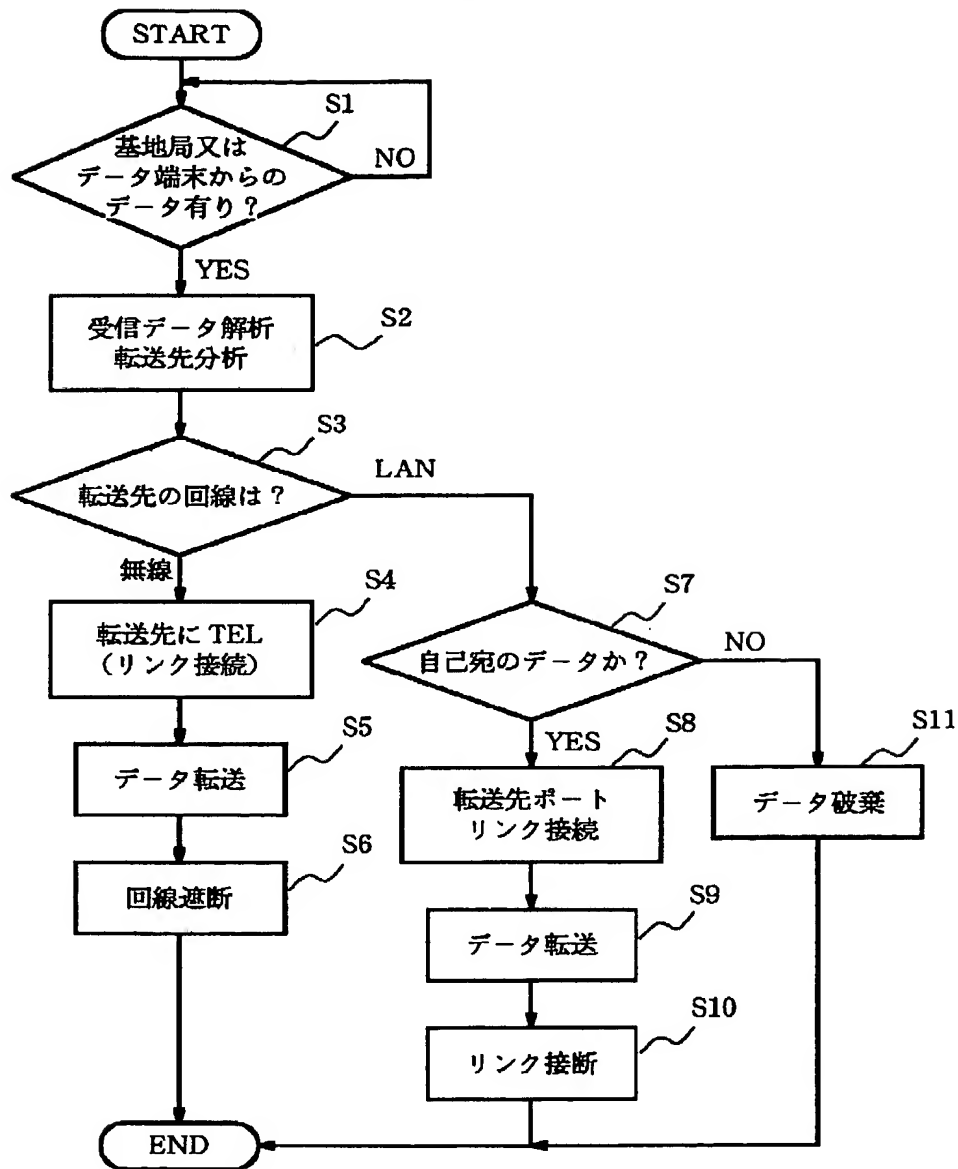 START
S1
基地局又は
データ端末からの
データ有り？
NO
YES
受信データ解析
転送先分析
S2
S3
転送先の回線は？
LAN
無線
転送先に TEL
（リンク接続）
S4
S7
自己宛のデータか？
NO
データ転送
S5
YES
S8
転送先ポート
リンク接続
S11
データ破棄
回線遮断
S6
データ転送
S9
リンク接断
S10
END